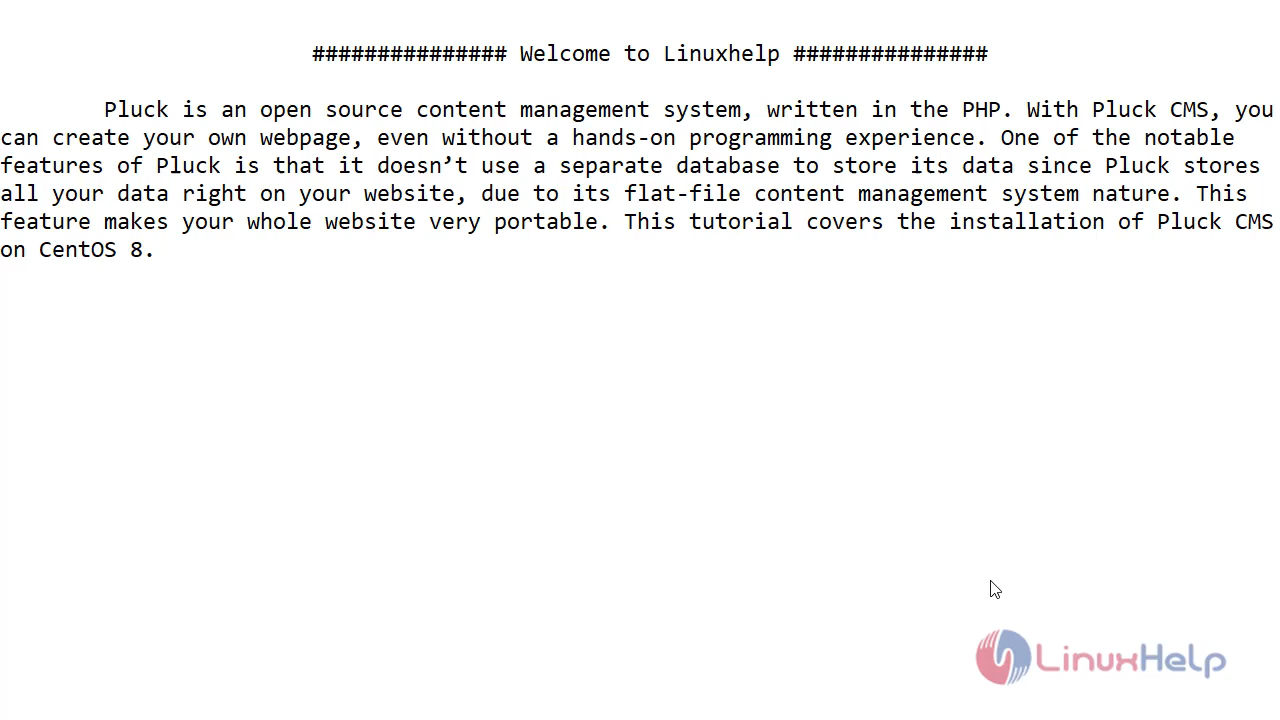 ############### Welcome to Linuxhelp ###############
Pluck is an open source content management system, written in the PHP. With Pluck CMS, you
can create your own webpage, even without a hands-on programming experience. One of the notable
features of Pluck is that it doesn’t use a separate database to store its data since Pluck stores
all your data right on your website, due to its flat-file content management system nature. This
feature makes your whole website very portable. This tutorial covers the installation of Pluck CMS
on CentOS 8.
LinuxHelp